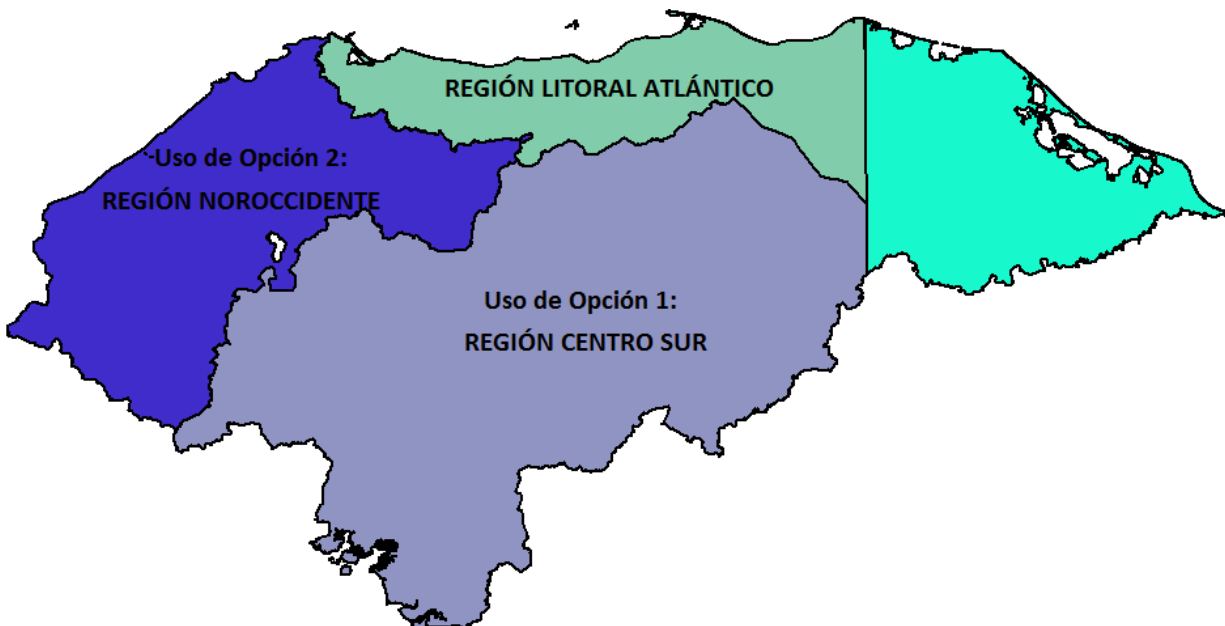 REGIÓN LITORAL ATLÁNTICO
Uso de Opción 2:
REGIÓN NOROCCIDENTE
Uso de Opción 1:
REGIÓN CENTRO SUR